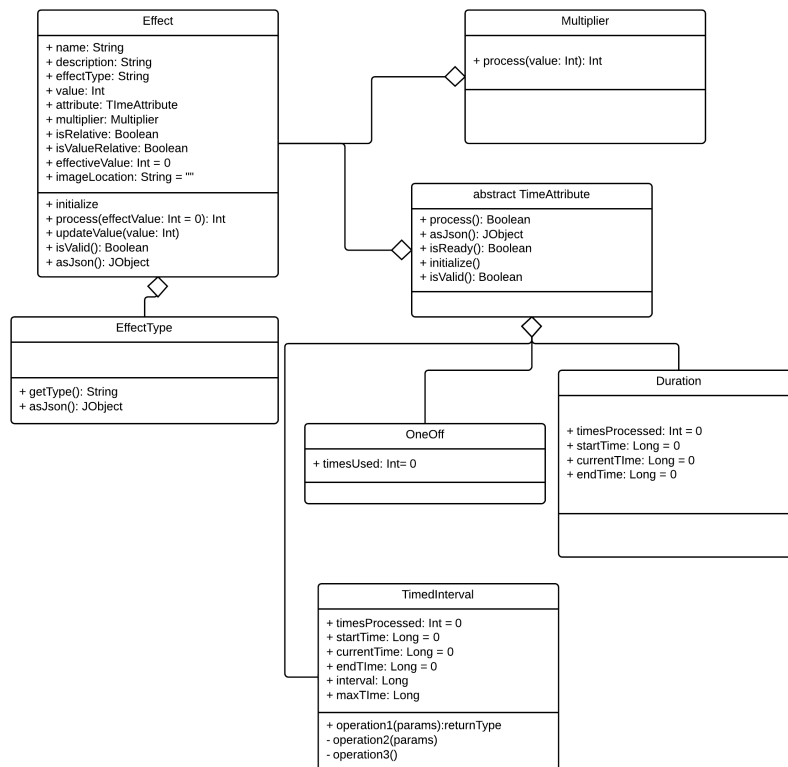 Effect
+ name: String
+ description: String
+ effectType: String
+ value: Int
+ attribute: TImeAttribute
+ multiplier: Multiplier
+ isRelative: Boolean
+ isValueRelative: Boolean
+ effectiveValue: Int = 0
+ imageLocation: String = ""
+ initialize
+ process(effectValue: Int = 0): Int
+ updateValue(value: Int)
+ isValid(): Boolean
+ asJson(): JObject
Multiplier
+ process(value: Int): Int
abstract TimeAttribute
+ process(): Boolean
+ asJson(): JObject
+ isReady(): Boolean
+ initialize()
+ isValid(): Boolean
EffectType
+ getType(): String
+ asJson(): JObject
OneOff
+ timesUsed: Int= 0
Duration
+ timesProcessed: Int = 0
+ startTime: Long = 0
+ currentTIme: Long = 0
+ endTime: Long = 0
TimedInterval
+ timesProcessed: Int = 0
+ startTime: Long = 0
+ currentTime: Long = 0
+ endTIme: Long = 0
+ interval: Long
+ maxTIme: Long
+ operation1(params):returnType
- operation2(params)
- operation3()